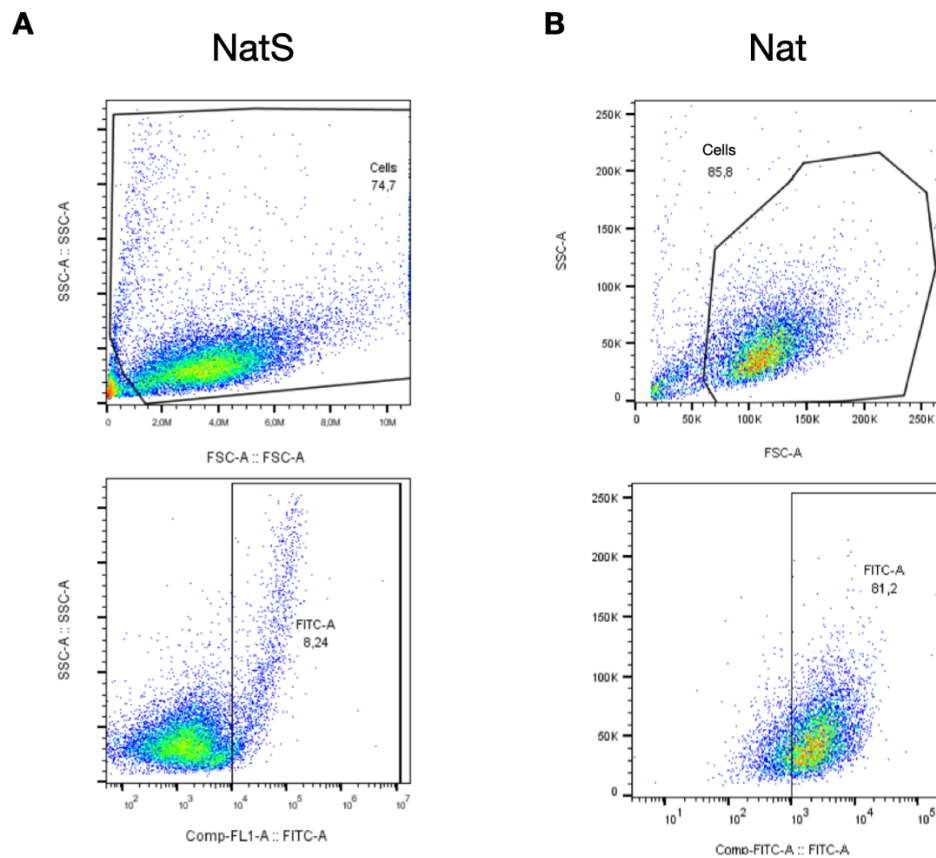 A
NatS
SSC-A :: SSC-A
Cells
74,7
0
2,0M
4,0M
6,0M
8,0M
10,0M
FSC-A :: FSC-A
SSC-A :: SSC-A
FITC-A
8,24
10^2
10^3
10^4
10^5
10^6
10^7
Comp-FL1-A :: FITC-A
B
Nat
250K
200K
150K
100K
50K
0
SSC-A
Cells
85,8
0
50K
100K
150K
200K
250K
FSC-A
250K
200K
150K
100K
50K
0
FITC-A
81,2
10^1
10^2
10^3
10^4
10^5
Comp-FITC-A :: FITC-A